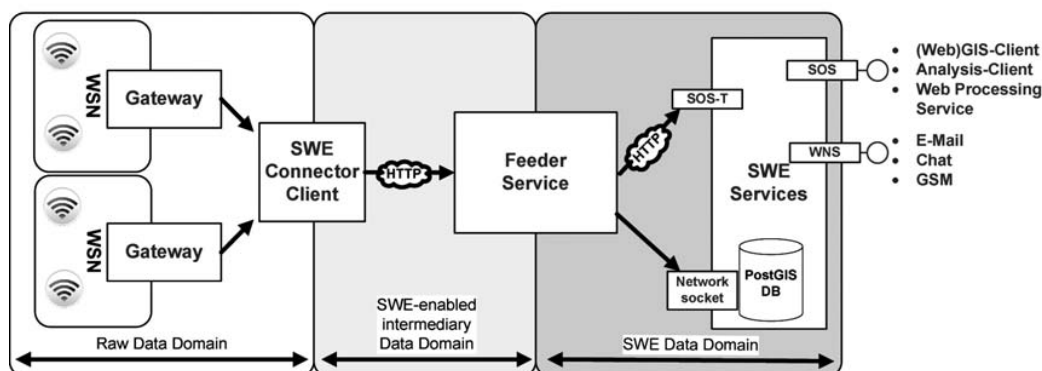 WSN
Gateway
WSN
Gateway
SWE
Connector
Client
HTTP
Feeder
Service
HTTP
SOS-T
Network
socket
SWE
Services
PostGIS
DB
SOS
WNS
• (Web)GIS-Client
• Analysis-Client
• Web Processing
Service
• E-Mail
• Chat
• GSM
Raw Data Domain
SWE-enabled
intermediary
Data Domain
SWE Data Domain